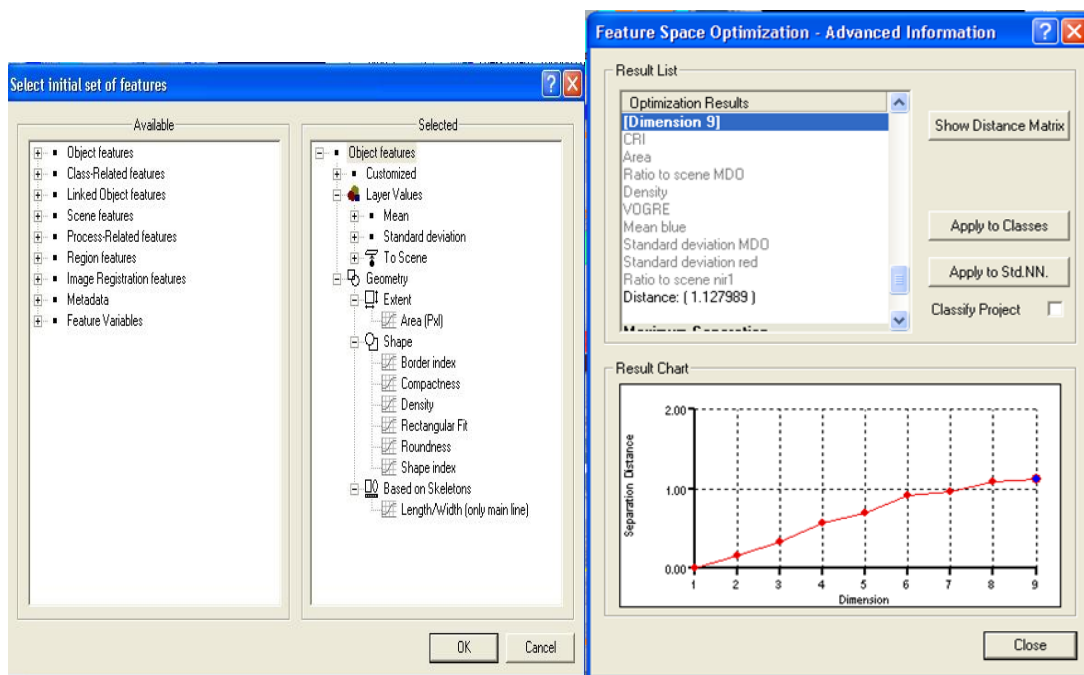 Select initial set of features
Available
Object features
Class-Related features
Linked Object features
Scene features
Process-Related features
Region features
Image Registration features
Metadata
Feature Variables
Selected
Object features
Customized
Layer Values
Mean
Standard deviation
To Scene
Geometry
Extent
Area (Pxl)
Shape
Border index
Compactness
Density
Rectangular Fit
Roundness
Shape index
Based on Skeletons
Length/Width (only main line)
OK
Cancel
Feature Space Optimization - Advanced Information
Result List
Optimization Results
[Dimension 9]
CRI
Area
Ratio to scene MDO
Density
VOGRE
Mean blue
Standard deviation MDO
Standard deviation red
Ratio to scene nir1
Distance: ( 1.127989 )
Maximum Separation
Show Distance Matrix
Apply to Classes
Apply to Std.NN.
Classify Project
Result Chart
Separation Distance
2.00
1.00
0.00
1 2 3 4 5 6 7 8 9
Dimension
Close